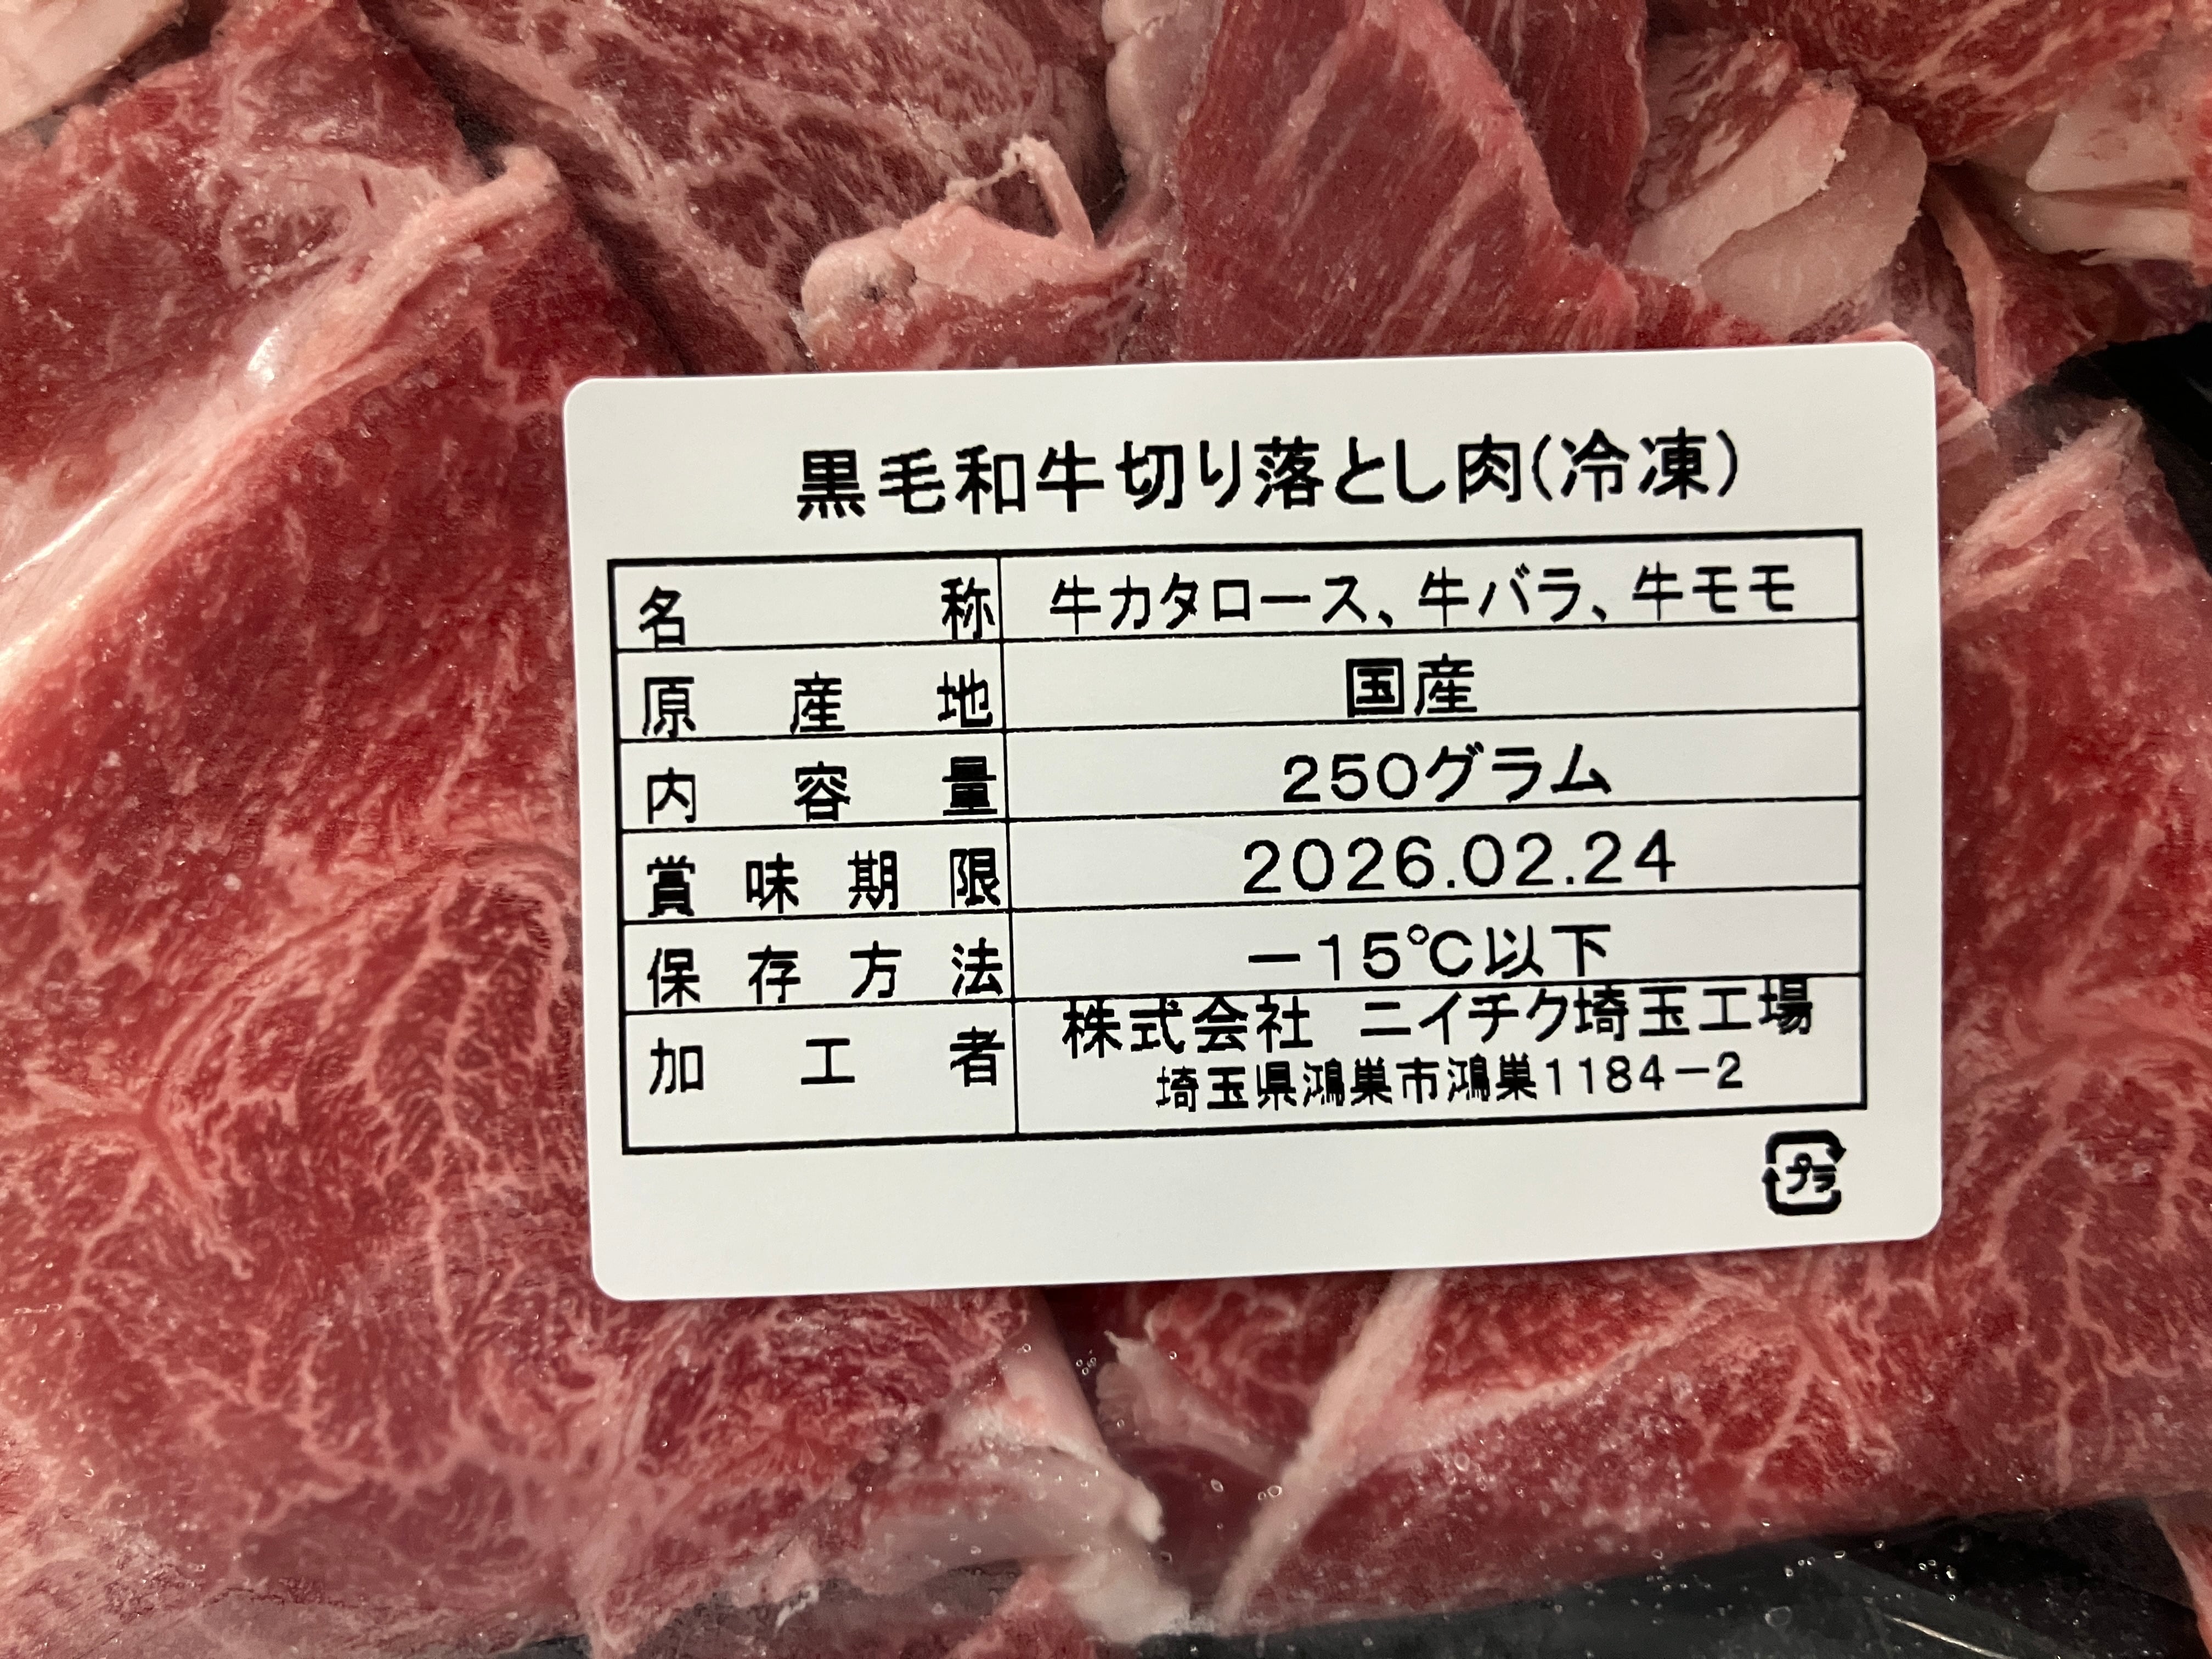 黒毛和牛切り落とし肉(冷凍)
名称 牛カタロース、牛バラ、牛モモ
原産地 国産
内容量 250グラム
賞味期限 2026.02.24
保存方法 －15℃以下
加工者 株式会社 ニイチク埼玉工場
埼玉県鴻巣市鴻巣1184－2
プラ